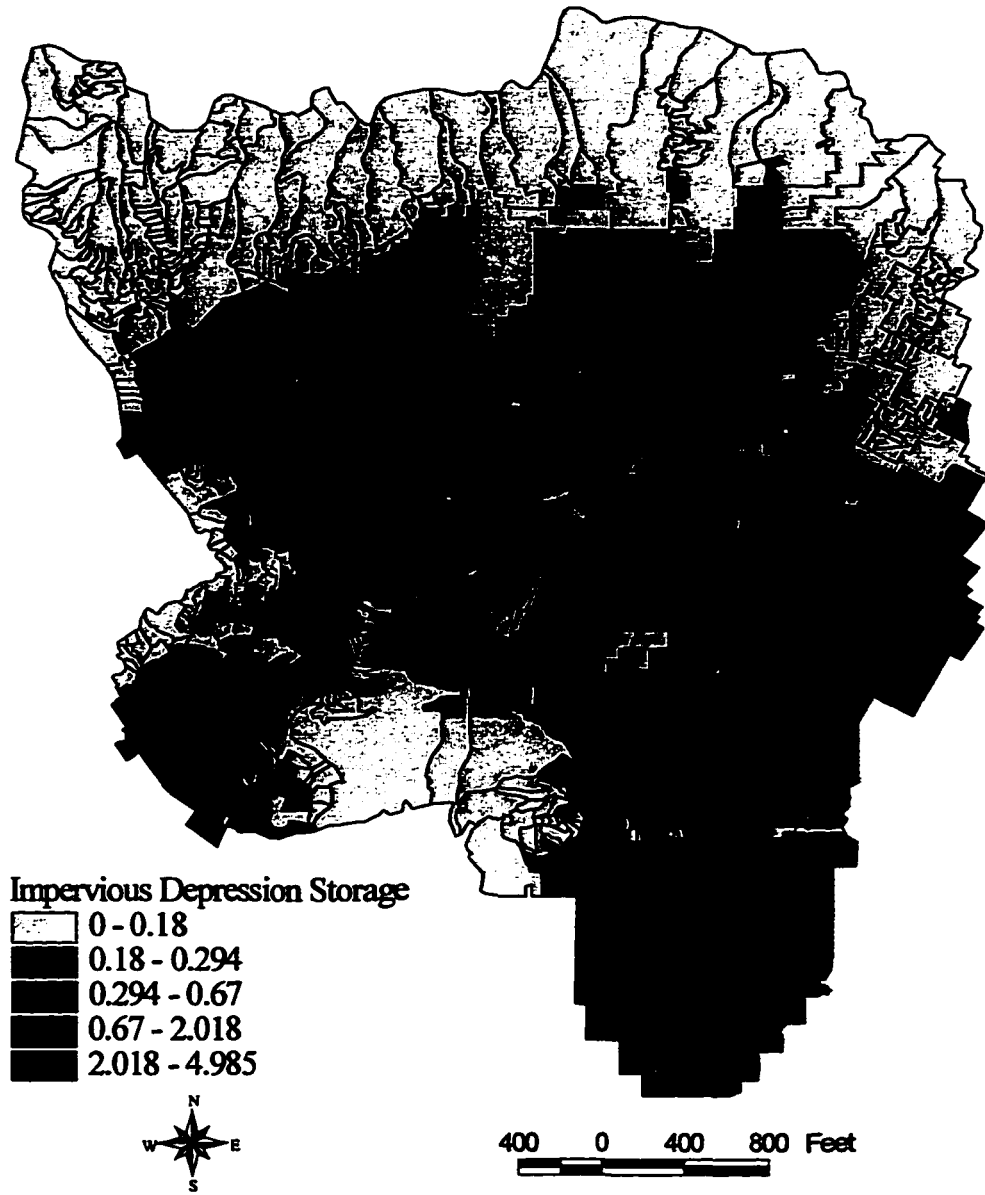 Impervious Depression Storage
0 - 0.18
0.18 - 0.294
0.294 - 0.67
0.67 - 2.018
2.018 - 4.985
N
W E
S
400 0 400 800 Feet